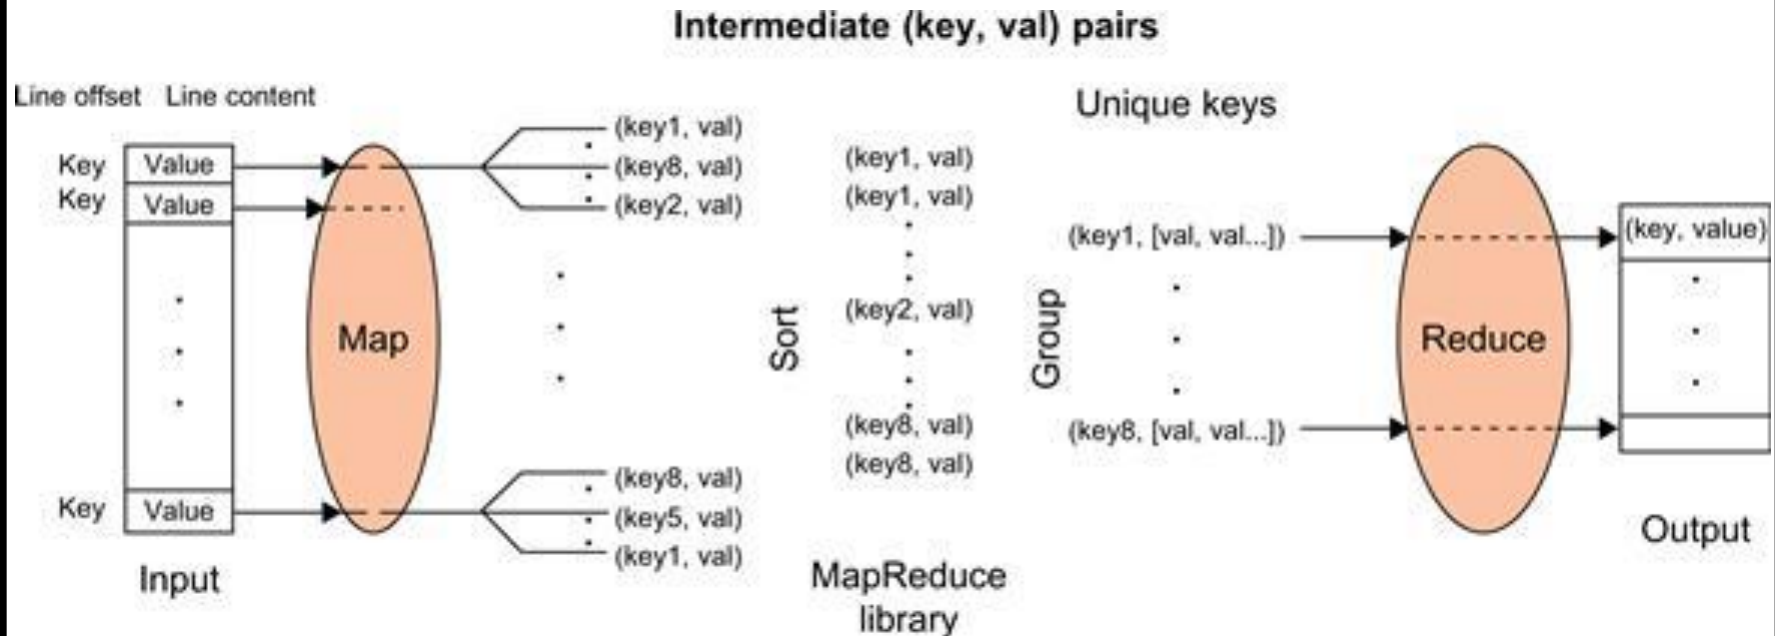 Intermediate (key, val) pairs
Line offset Line content
Unique keys
Key Value
Key Value
Key Value
Input
Map
(key1, val)
(key8, val)
(key2, val)
(key8, val)
(key5, val)
(key1, val)
Sort
(key1, val)
(key1, val)
(key2, val)
(key8, val)
(key8, val)
MapReduce
library
Group
(key1, [val, val...])
(key8, [val, val...])
Reduce
(key, value)
Output